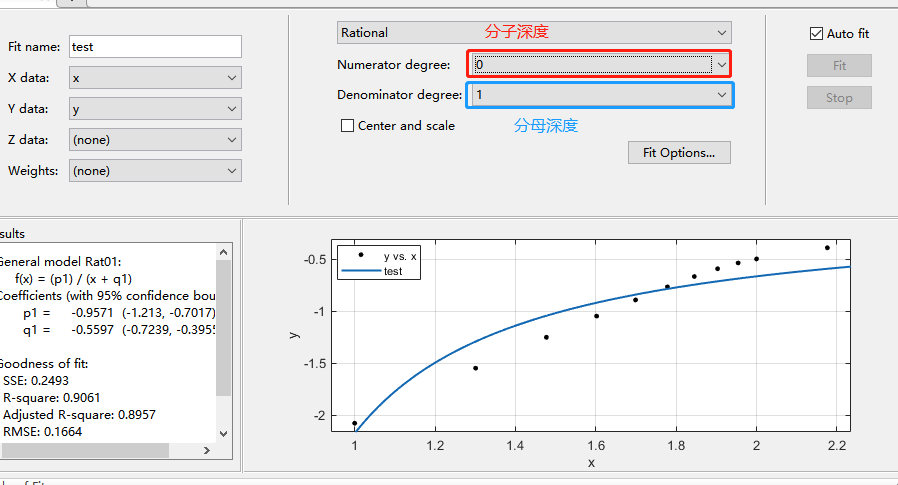 Fit name: test
X data: x
Y data: y
Z data: (none)
Weights: (none)
Rational 分子深度
Numerator degree: 0
Denominator degree: 1
Center and scale 分母深度
Fit Options...
Auto fit
Fit
Stop
sults
General model Rat01:
f(x) = (p1) / (x + q1)
Coefficients (with 95% confidence bou
p1 = -0.9571 (-1.213, -0.7017)
q1 = -0.5597 (-0.7239, -0.3955
Goodness of fit:
SSE: 0.2493
R-square: 0.9061
Adjusted R-square: 0.8957
RMSE: 0.1664
y vs. x
test
-0.5
-1
-1.5
-2
y
1 1.2 1.4 1.6 1.8 2 2.2
x